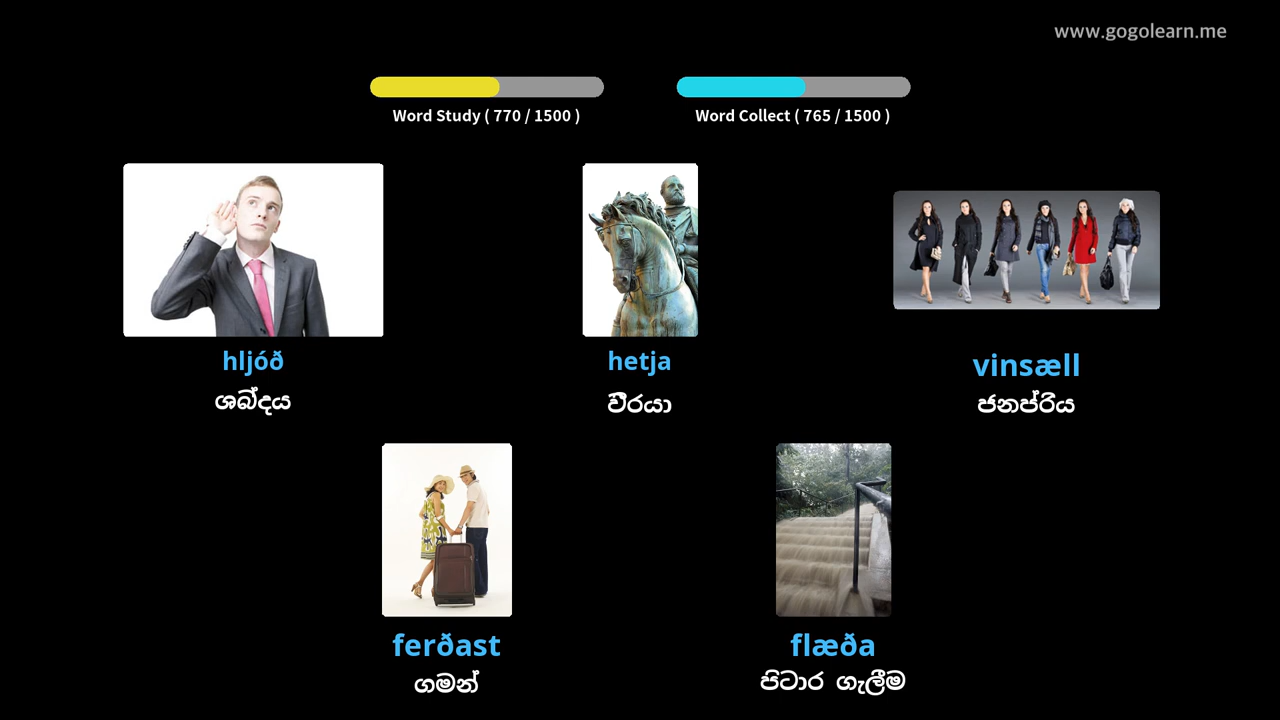 www.gogolearn.me
Word Study ( 770 / 1500 )
Word Collect ( 765 / 1500 )
hljóð
ශබ්දය
hetja
වීරයා
vinsæll
ජනප්රිය
ferðast
ගමන්
flæða
පිටාර ගැලීම